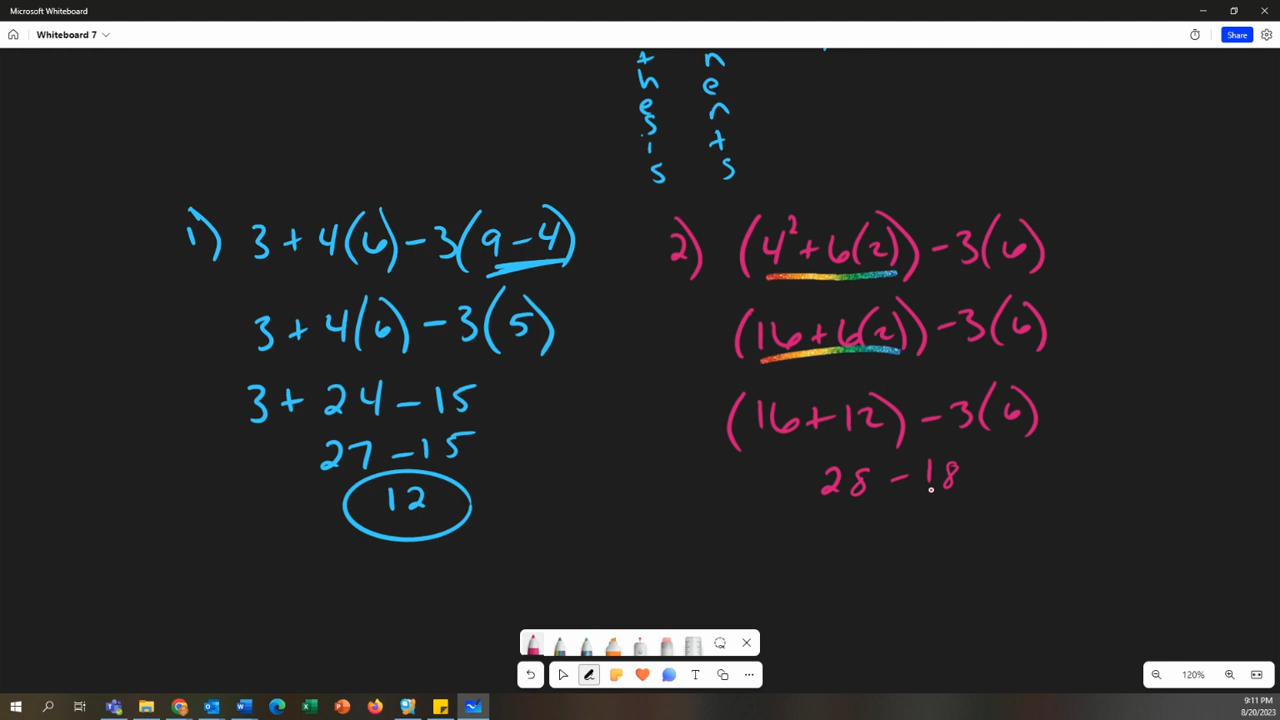 Microsoft Whiteboard
Whiteboard 7
Share
t
h
e
s
i
s
n
e
n
t
s
1) 3 + 4(6) - 3(9 - 4)
3 + 4(6) - 3(5)
3 + 24 - 15
27 - 15
12
2) (4² + 6(2)) - 3(6)
(16 + 6(2)) - 3(6)
(16 + 12) - 3(6)
28 - 18
120%
9:11 PM
8/20/2023